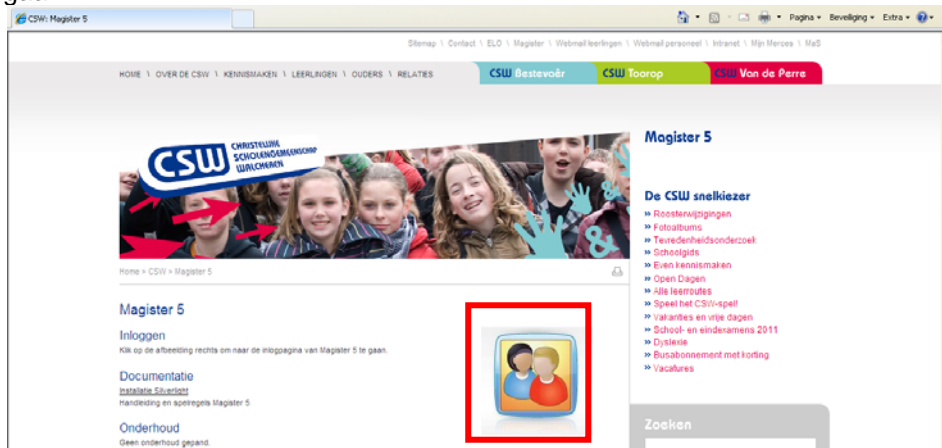 CSW: Magister 5
Pagina
Beveiliging
Extra
Sitemap \ Contact \ ELO \ Magister \ Webmail leerlingen \ Webmail personeel \ Intranet \ Mijn Merces \ MaS
HOME \ OVER DE CSW \ KENNISMAKEN \ LEERLINGEN \ OUDERS \ RELATIES
CSW Bestevaêr
CSW Toorop
CSW Van de Perre
CSW
CHRISTELIJKE
SCHOLENGEMEENSCHAP
WALCHEREN
Magister 5
De CSW snelkiezer
» Roosterwijzigingen
» Fotoalbums
» Tevredenheidsonderzoek
» Schoolgids
» Even kennismaken
» Open Dagen
» Alle leerroutes
» Speel het CSW-spel!
» Vakanties en vrije dagen
» School- en eindexamens 2011
» Dyslexie
» Busabonnement met korting
» Vacatures
Home » CSW » Magister 5
Magister 5
Inloggen
Klik op de afbeelding rechts om naar de inlogpagina van Magister 5 te gaan.
Documentatie
Installatie Silverlight
Handleiding en spelregels Magister 5
Onderhoud
Geen onderhoud gepand.
Zoeken